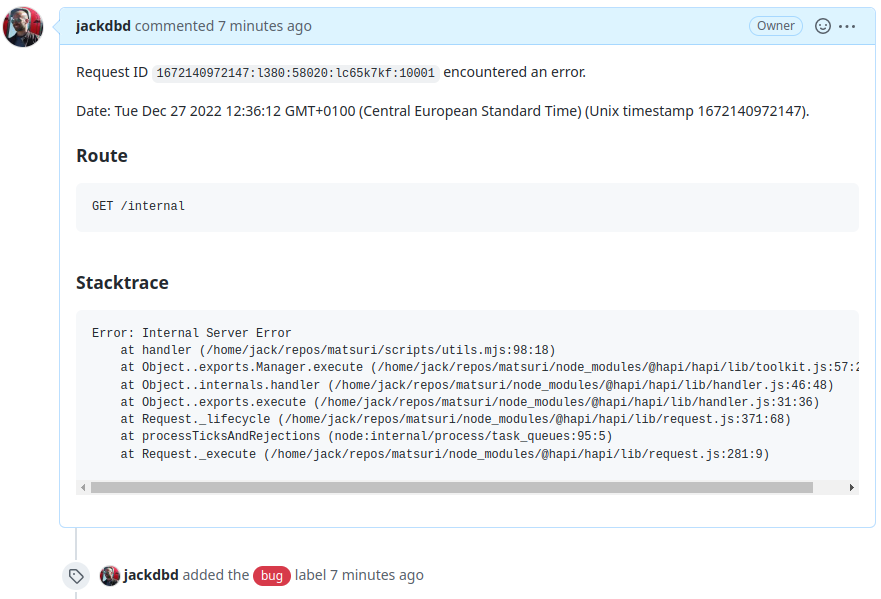 jackdbd commented 7 minutes ago Owner
Request ID 1672140972147:l380:58020:lc65k7kf:10001 encountered an error.
Date: Tue Dec 27 2022 12:36:12 GMT+0100 (Central European Standard Time) (Unix timestamp 1672140972147).
Route
GET /internal
Stacktrace
Error: Internal Server Error
    at handler (/home/jack/repos/matsuri/scripts/utils.mjs:98:18)
    at Object..exports.Manager.execute (/home/jack/repos/matsuri/node_modules/@hapi/hapi/lib/toolkit.js:57:2
    at Object..internals.handler (/home/jack/repos/matsuri/node_modules/@hapi/hapi/lib/handler.js:46:48)
    at Object..exports.execute (/home/jack/repos/matsuri/node_modules/@hapi/hapi/lib/handler.js:31:36)
    at Request._lifecycle (/home/jack/repos/matsuri/node_modules/@hapi/hapi/lib/request.js:371:68)
    at processTicksAndRejections (node:internal/process/task_queues:95:5)
    at Request._execute (/home/jack/repos/matsuri/node_modules/@hapi/hapi/lib/request.js:281:9)
jackdbd added the bug label 7 minutes ago